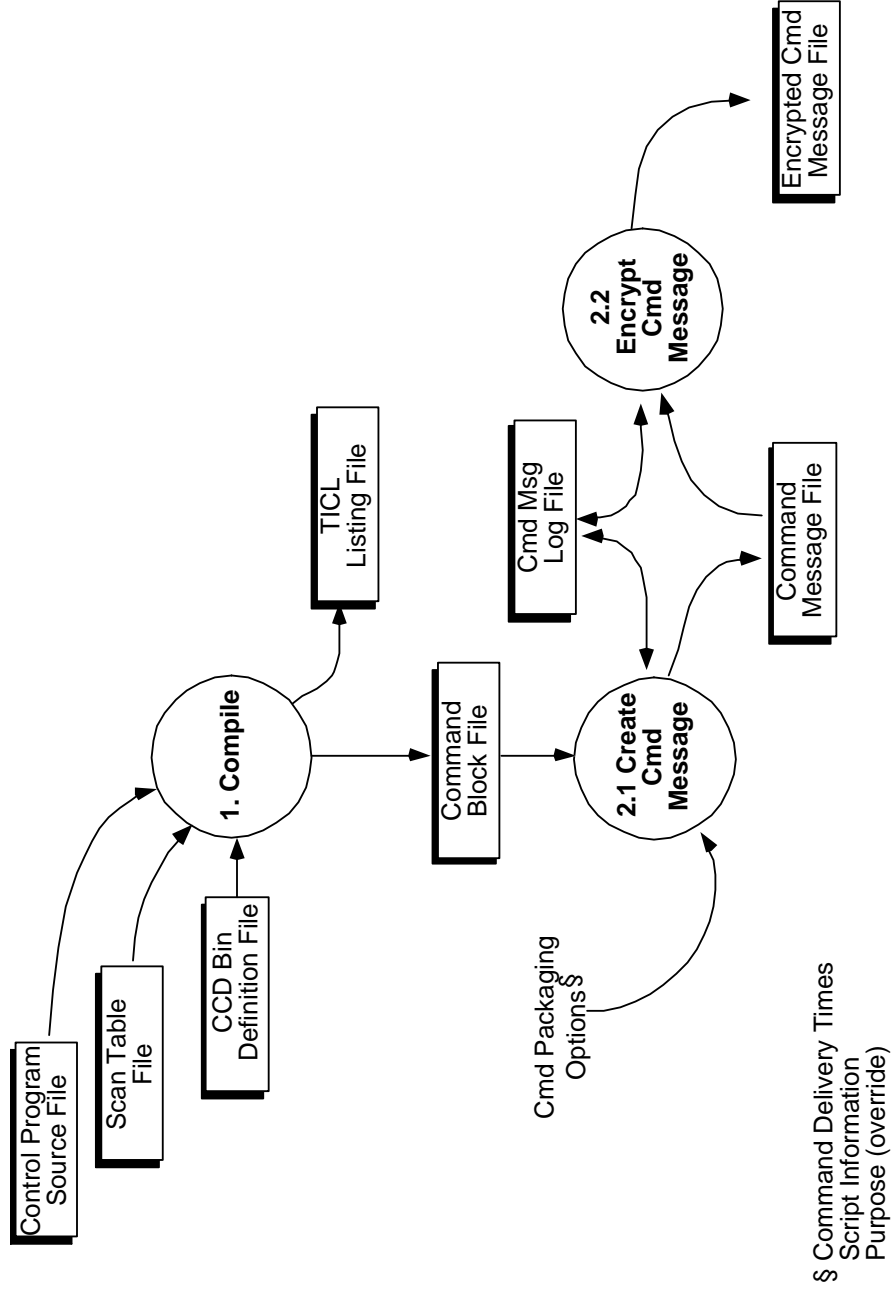 Control Program
Source File
Scan Table
File
CCD Bin
Definition File
1. Compile
TICL
Listing File
Command
Block File
Cmd Packaging
Options§
2.1 Create
Cmd
Message
Cmd Msg
Log File
Command
Message File
2.2
Encrypt
Cmd
Message
Encrypted Cmd
Message File
§ Command Delivery Times
Script Information
Purpose (override)